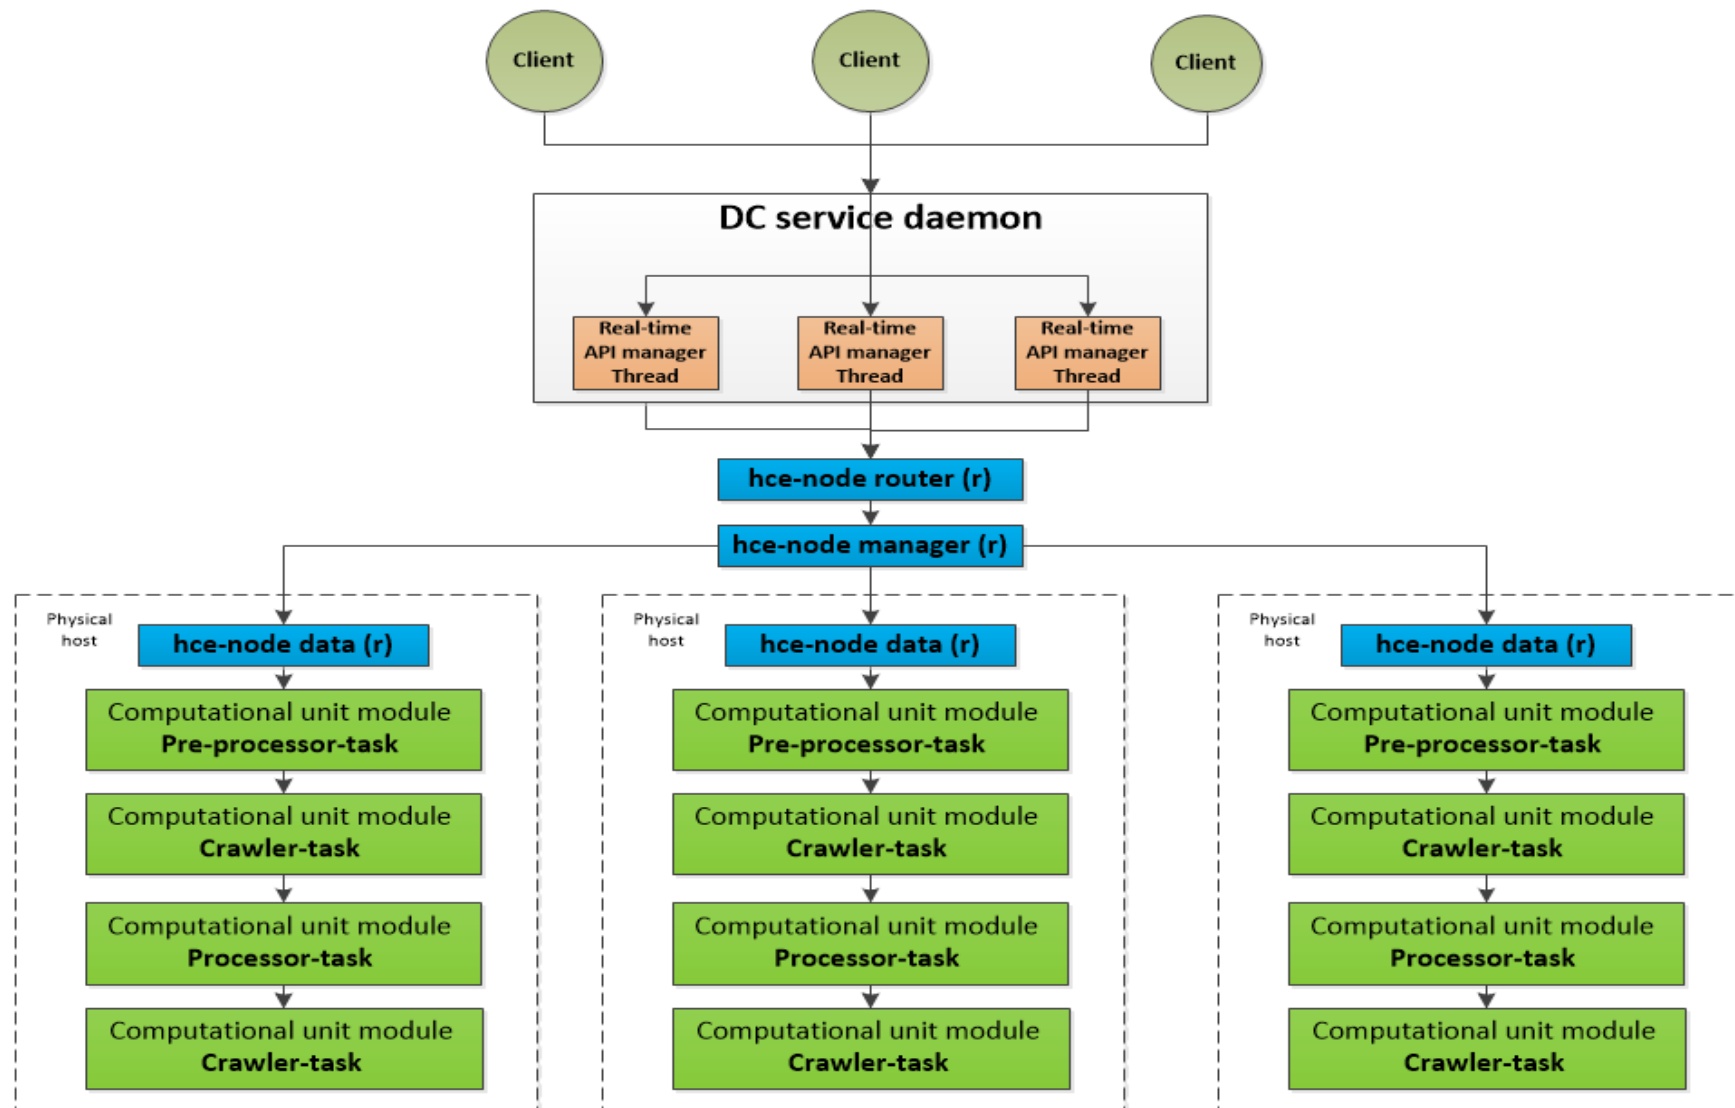 Client
Client
Client
DC service daemon
Real-time
API manager
Thread
Real-time
API manager
Thread
Real-time
API manager
Thread
hce-node router (r)
hce-node manager (r)
Physical
host
hce-node data (r)
Computational unit module
Pre-processor-task
Computational unit module
Crawler-task
Computational unit module
Processor-task
Computational unit module
Crawler-task
Physical
host
hce-node data (r)
Computational unit module
Pre-processor-task
Computational unit module
Crawler-task
Computational unit module
Processor-task
Computational unit module
Crawler-task
Physical
host
hce-node data (r)
Computational unit module
Pre-processor-task
Computational unit module
Crawler-task
Computational unit module
Processor-task
Computational unit module
Crawler-task